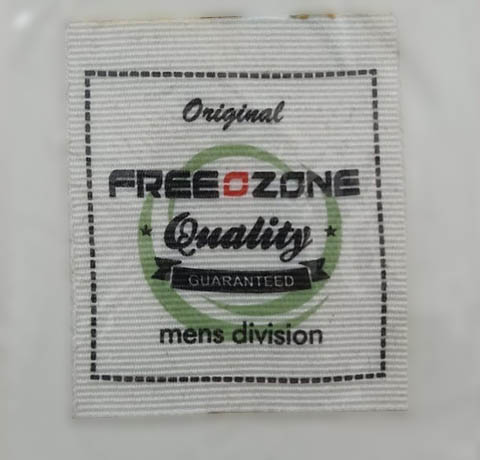 Original
FREEOZONE
Quality
GUARANTEED
mens division